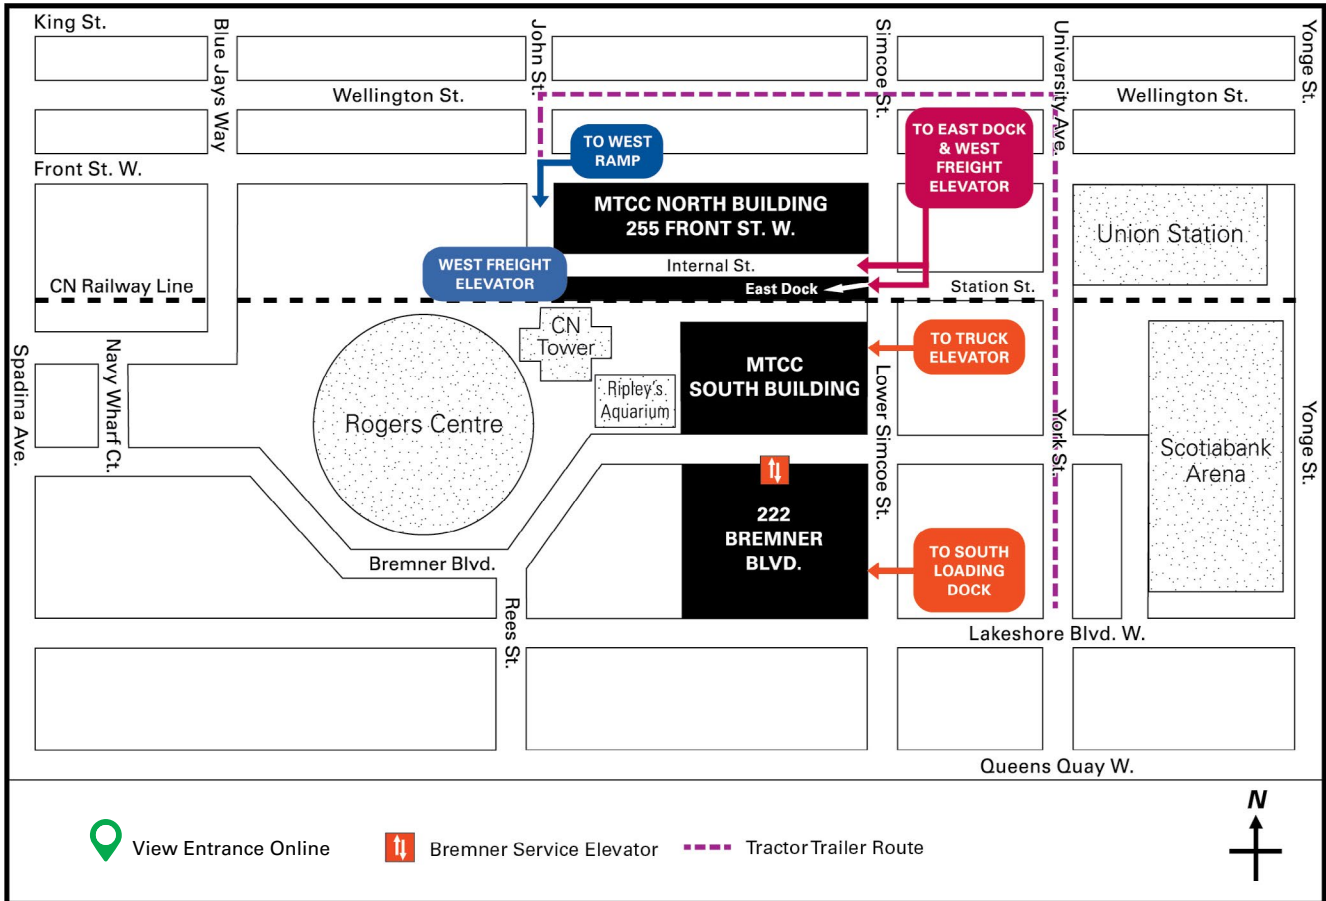 King St.
Blue Jays Way
John St.
Simcoe St.
University Ave.
Yonge St.
Wellington St.
Wellington St.
Front St. W.
TO WEST
RAMP
TO EAST DOCK
& WEST
FREIGHT
ELEVATOR
MTCC NORTH BUILDING
255 FRONT ST. W.
Union Station
WEST FREIGHT
ELEVATOR
Internal St.
CN Railway Line
East Dock
Station St.
CN
Tower
TO TRUCK
ELEVATOR
MTCC
SOUTH BUILDING
Ripley's
Aquarium
Spadina Ave.
Navy Wharf Ct.
Rogers Centre
Lower Simcoe St.
York St.
Scotiabank
Arena
Yonge St.
222
BREMNER
BLVD.
TO SOUTH
LOADING
DOCK
Bremner Blvd.
Rees St.
Lakeshore Blvd. W.
Queens Quay W.
View Entrance Online
Bremner Service Elevator
Tractor Trailer Route
N